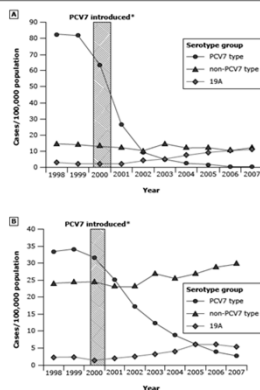 A
PCV7 introduced*
Cases/100,000 population
90
80
70
60
50
40
30
20
10
0
Serotype group
PCV7 type
non-PCV7 type
19A
1998 1999 2000 2001 2002 2003 2004 2005 2006 2007
Year
B
PCV7 introduced*
Cases/100,000 population
40
35
30
25
20
15
10
5
0
Serotype group
PCV7 type
non-PCV7 type
19A
1998 1999 2000 2001 2002 2003 2004 2005 2006 2007
Year